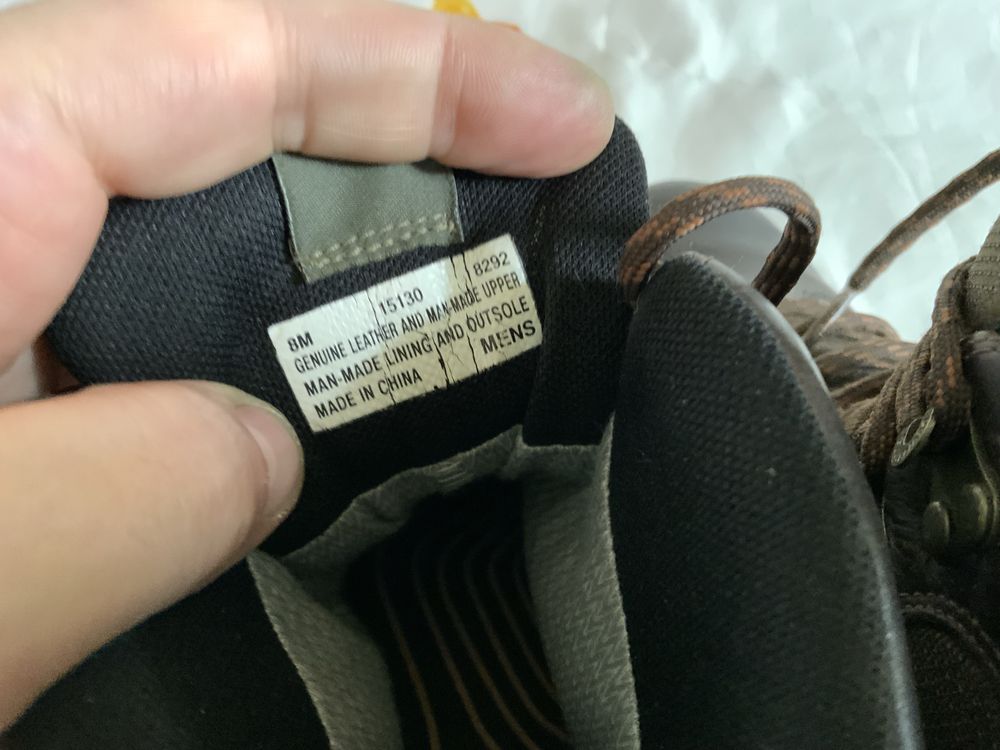 8M 15130 8292
GENUINE LEATHER AND MAN-MADE UPPER
MAN-MADE LINING AND OUTSOLE
MADE IN CHINA MENS